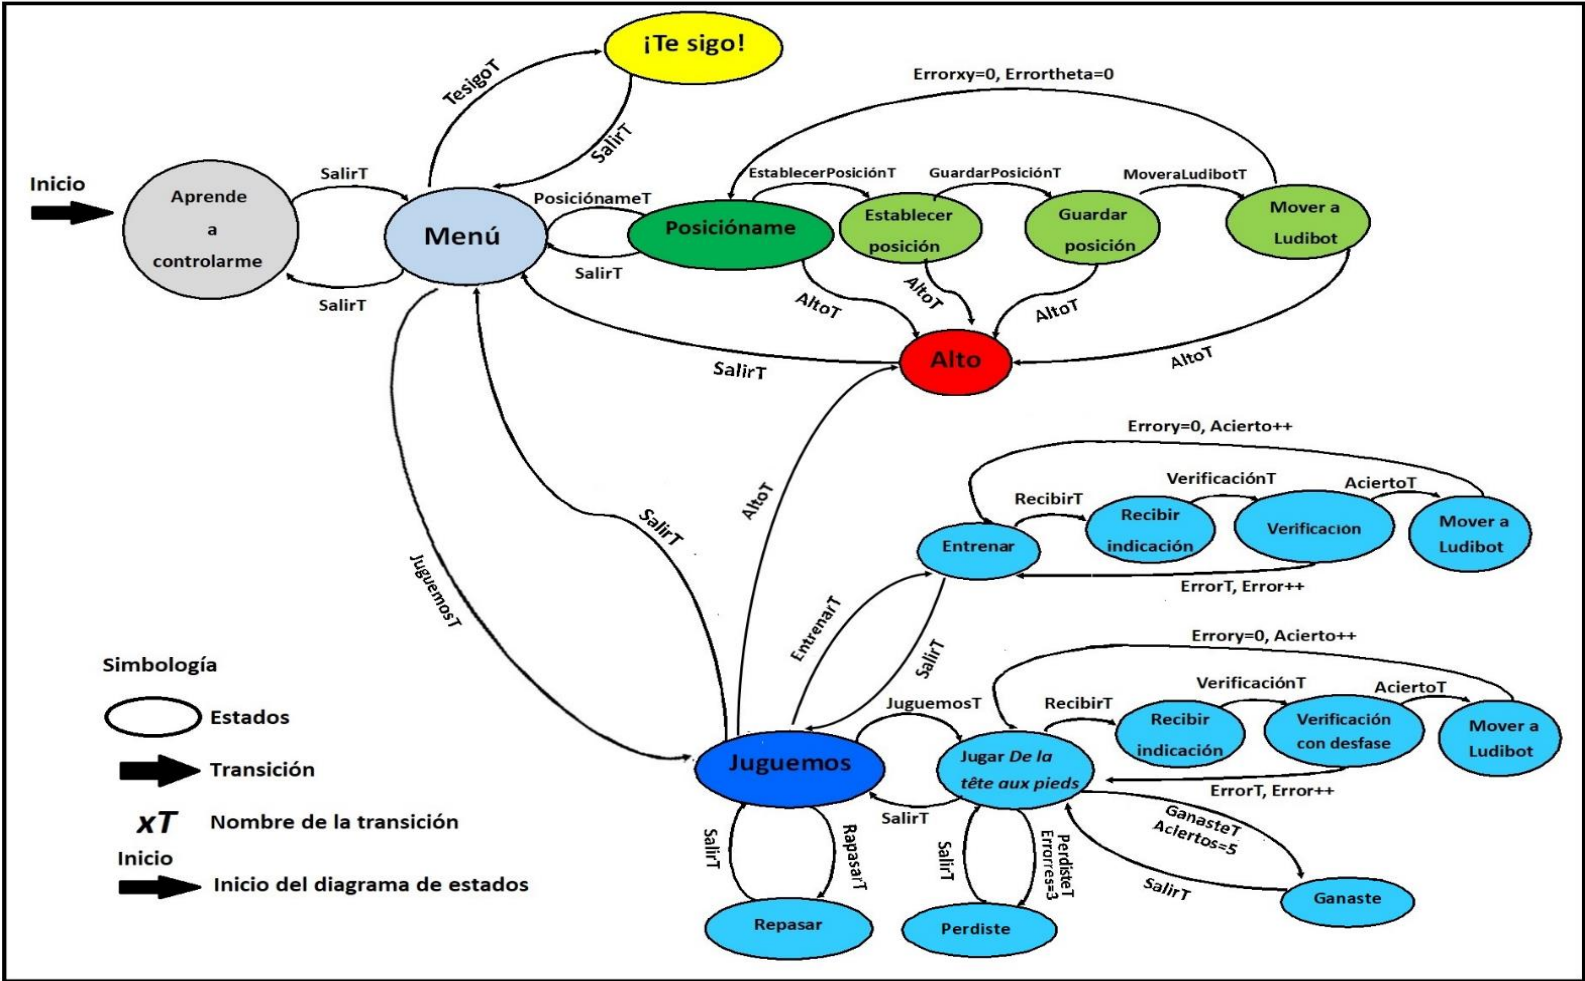 ¡Te sigo!
TesigoT
SalirT
Errorxy=0, Errortheta=0
Inicio
Aprende
a
controlarme
SalirT
SalirT
Menú
PosiciónameT
SalirT
Posicióname
EstablecerPosiciónT
Establecer
posición
GuardarPosiciónT
Guardar
posición
MoveraLudibotT
Mover a
Ludibot
AltoT
AltoT
AltoT
AltoT
Alto
SalirT
AltoT
SalirT
JuguemosT
Errory=0, Acierto++
Entrenar
RecibirT
Recibir
indicación
VerificaciónT
Verificación
AciertoT
Mover a
Ludibot
ErrorT, Error++
EntrenarT
SalirT
Errory=0, Acierto++
Juguemos
JuguemosT
SalirT
Jugar De la
tête aux pieds
RecibirT
Recibir
indicación
VerificaciónT
Verificación
con desfase
AciertoT
Mover a
Ludibot
ErrorT, Error++
GanasteT
Aciertos=5
SalirT
Ganaste
SalirT
RapasarT
Repasar
SalirT
PerdisteT
Errorres=3
Perdiste
Simbología
Estados
Transición
xT Nombre de la transición
Inicio
Inicio del diagrama de estados